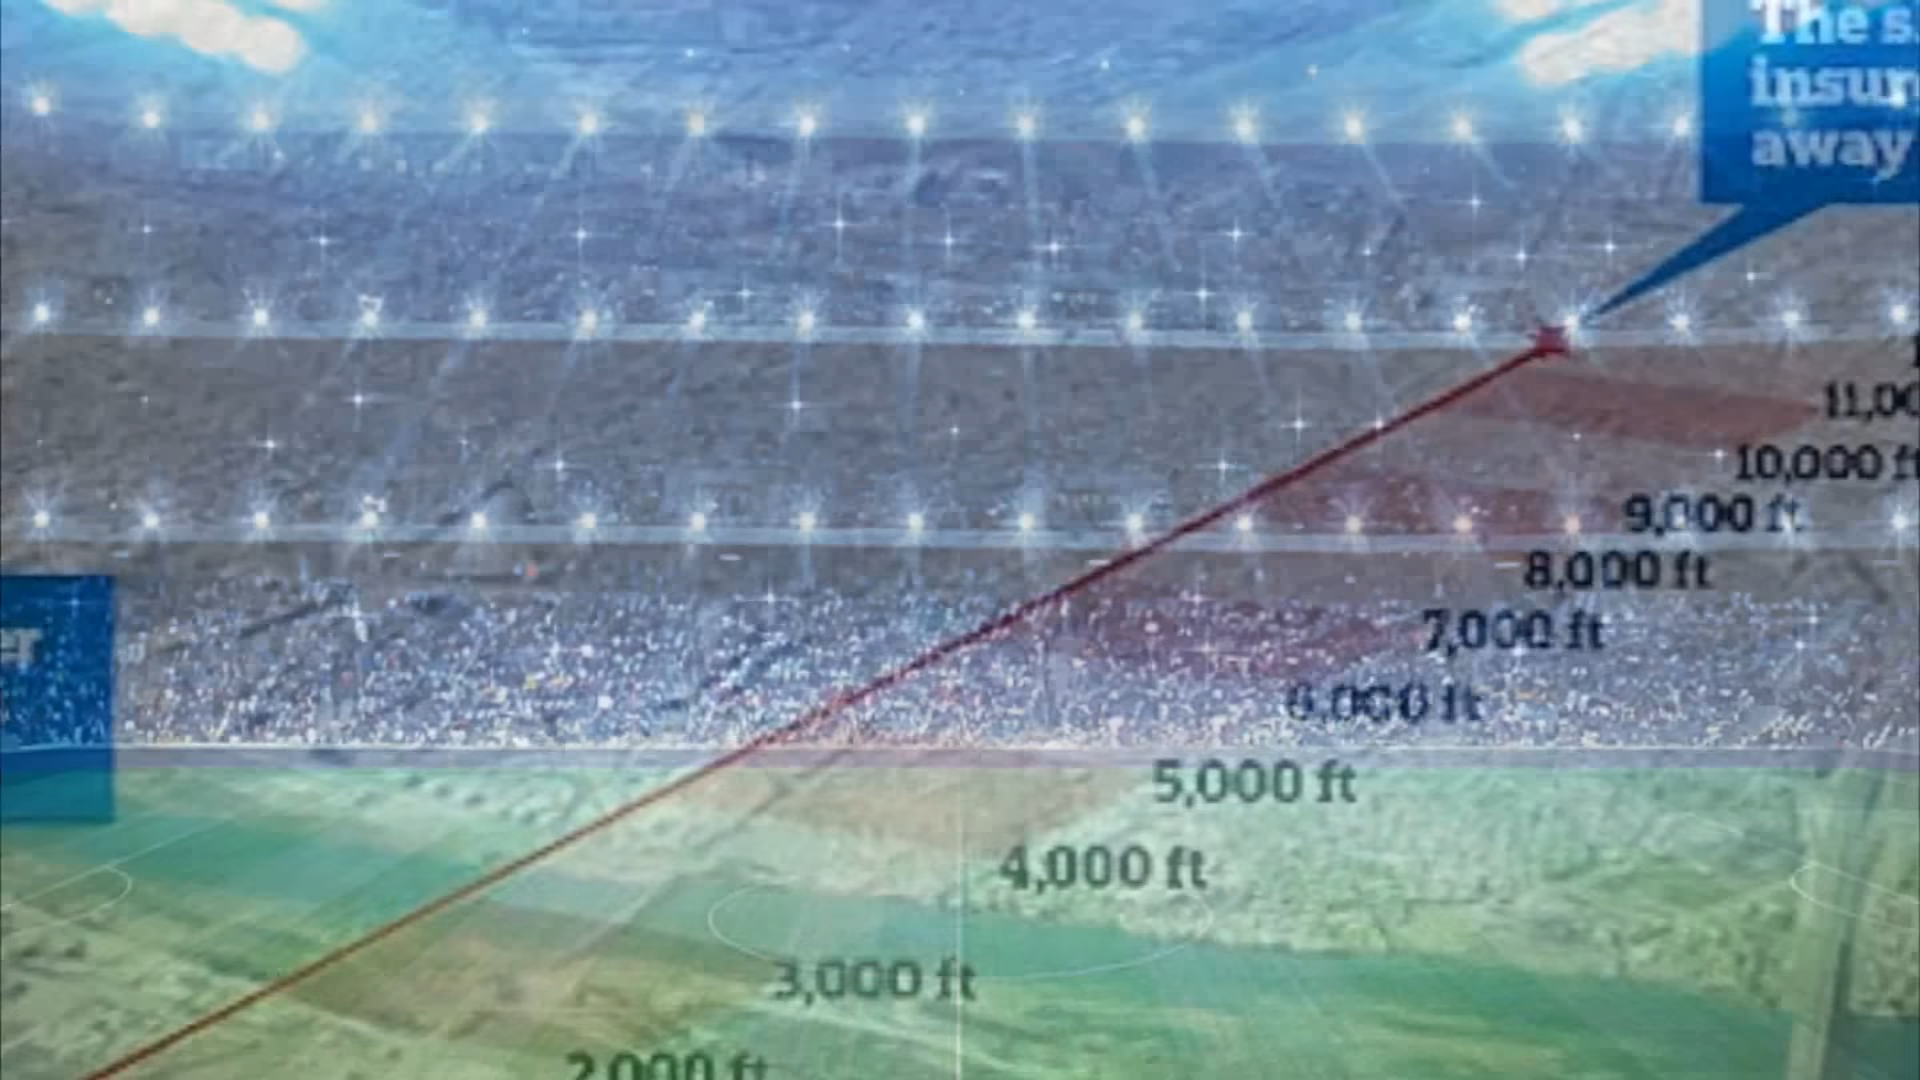 The s
insur
away
11,00
10,000 ft
9,000 ft
8,000 ft
7,000 ft
er
6,000 ft
5,000 ft
4,000 ft
3,000 ft
2,000 ft